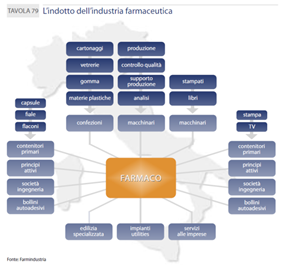 TAVOLA 79 L'indotto dell'industria farmaceutica
cartonaggi
produzione
vetrerie
controllo qualità
gomma
supporto
produzione
stampati
capsule
materie plastiche
analisi
libri
fiale
stampa
flaconi
confezioni
macchinari
macchinari
TV
contenitori
primari
contenitori
primari
principi
attivi
FARMACO
principi
attivi
società
ingegneria
società
ingegneria
bollini
autoadesivi
bollini
autoadesivi
edilizia
specializzata
impianti
utilities
servizi
alle imprese
Fonte: Farmindustria